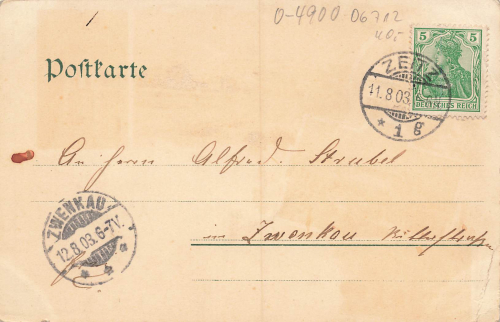 0-4900 06712
40,-
Postkarte
5 5
DEUTSCHES REICH
ZEITZ
11.8.03.
* 1 g
An Herrn Alfred Strubel
in Zwenkau
ZWENKAU
12.8.03.6-7V.
* * a